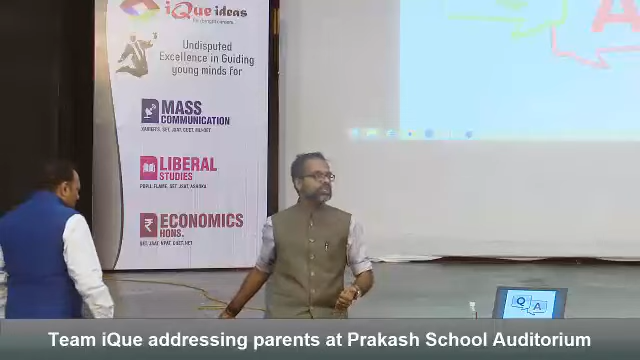 iQue ideas
Undisputed
Excellence in Guiding
young minds for
MASS
COMMUNICATION
LIBERAL
STUDIES
ECONOMICS
HONS.
Q A
Team iQue addressing parents at Prakash School Auditorium